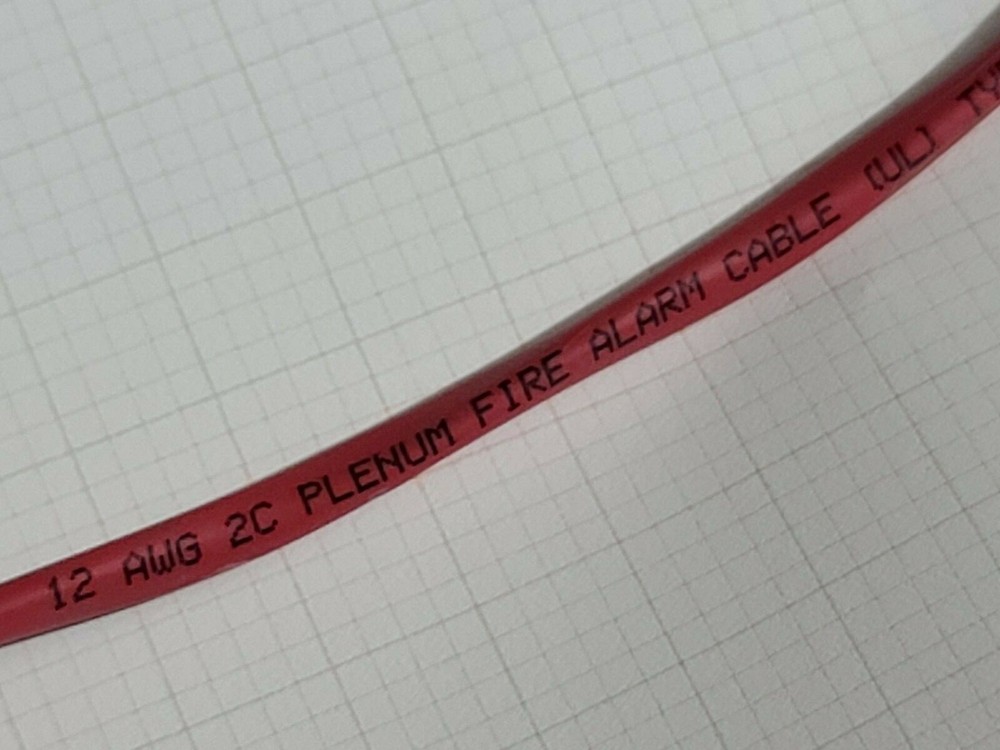 12 AWG 2C PLENUM FIRE ALARM CABLE (UL)